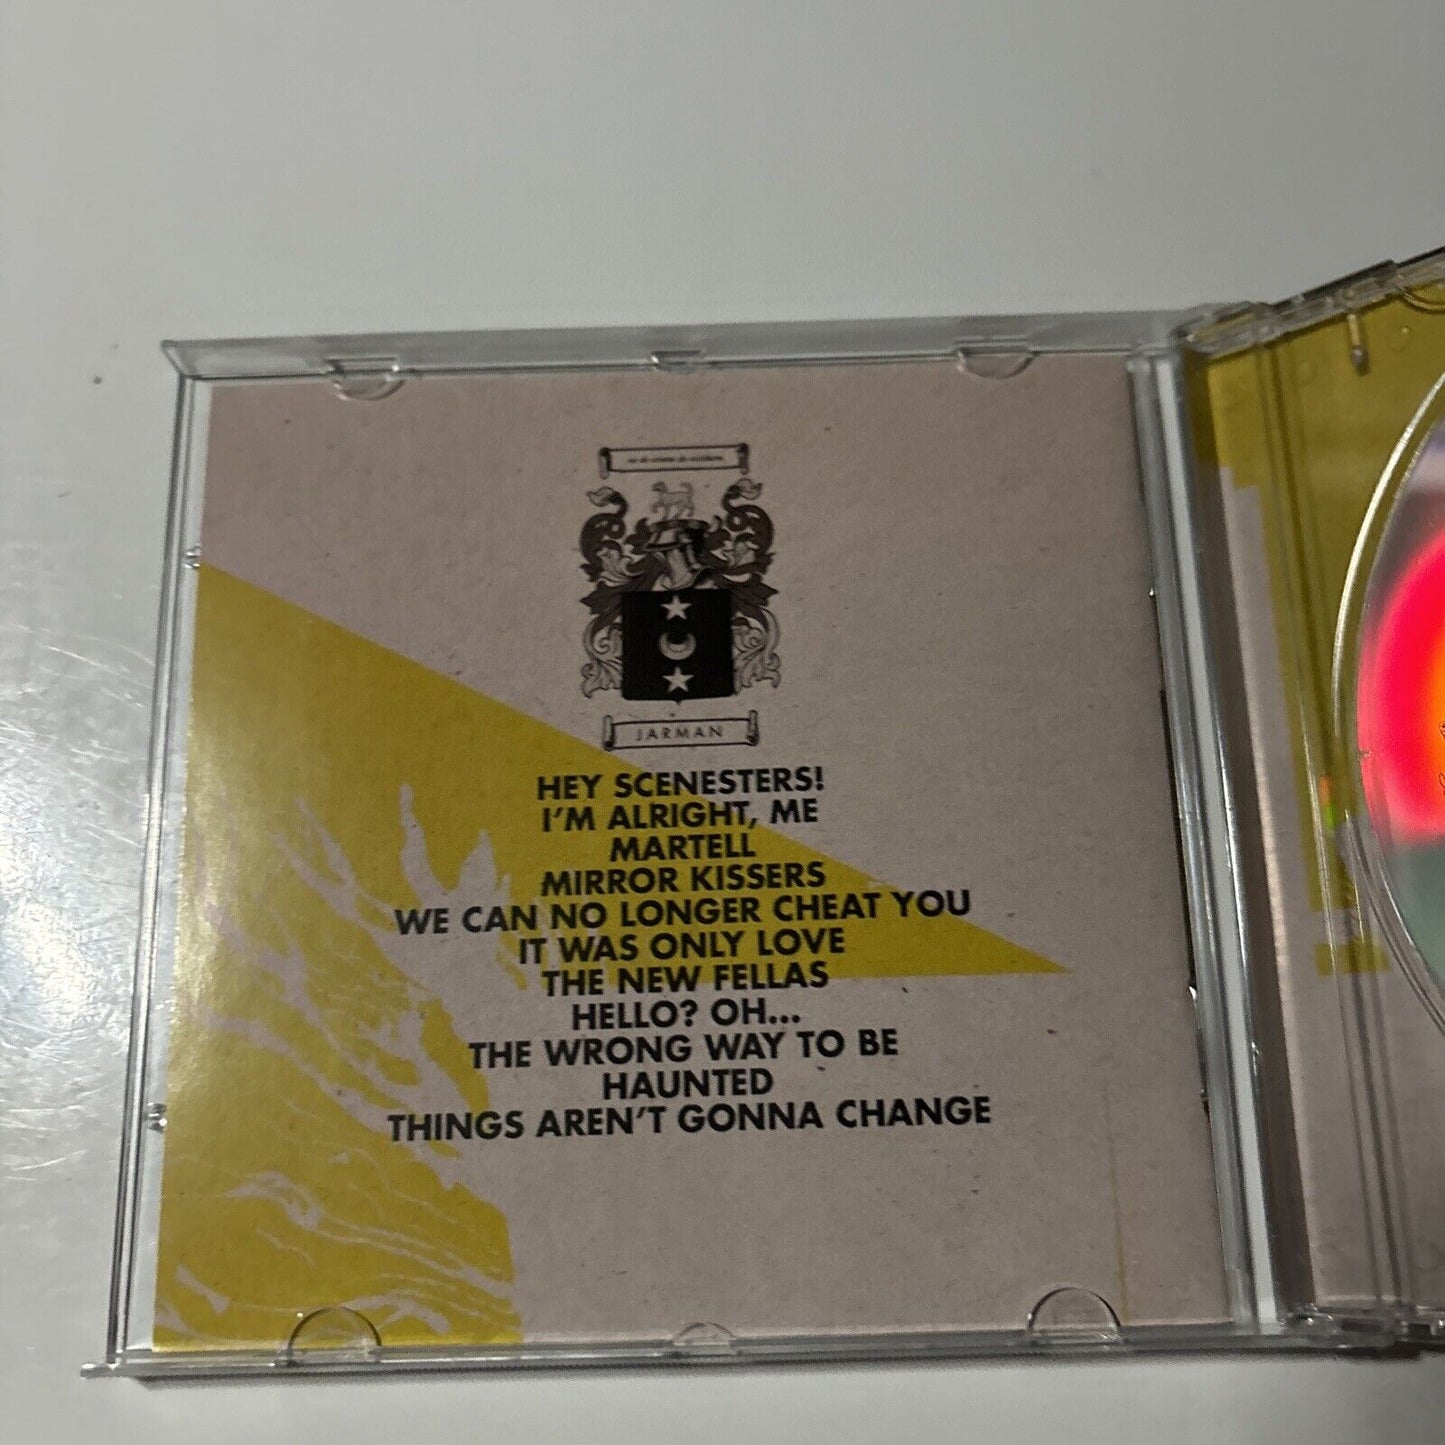 JARMAN
HEY SCENESTERS!
I'M ALRIGHT, ME
MARTELL
MIRROR KISSERS
WE CAN NO LONGER CHEAT YOU
IT WAS ONLY LOVE
THE NEW FELLAS
HELLO? OH...
THE WRONG WAY TO BE
HAUNTED
THINGS AREN'T GONNA CHANGE